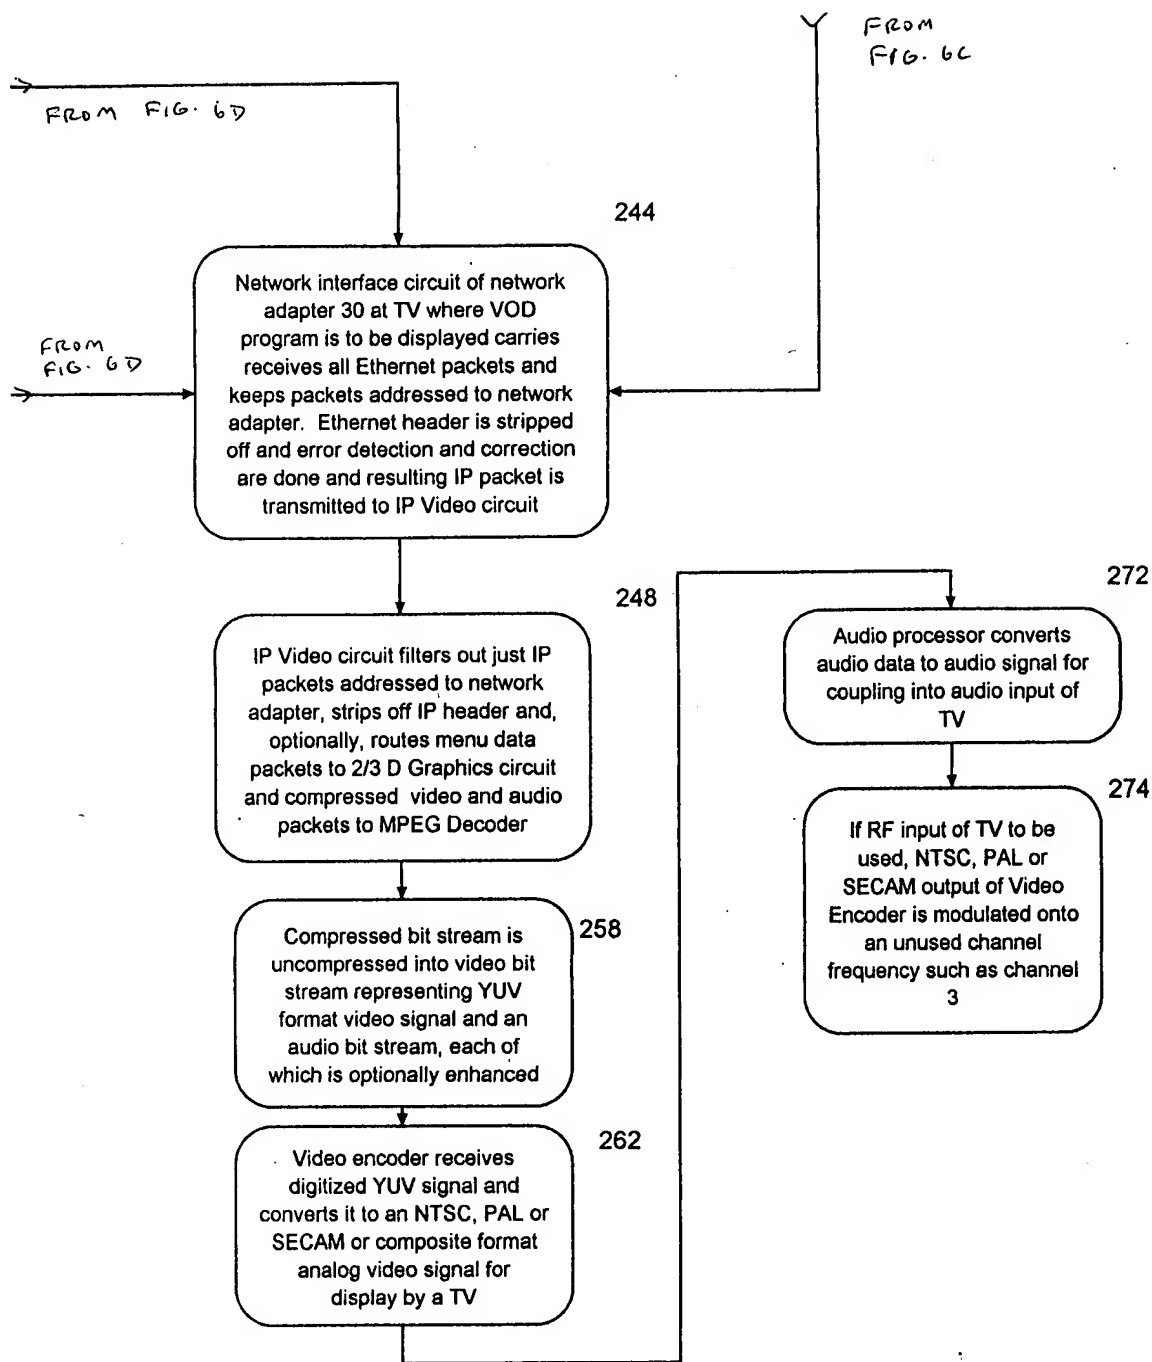 FROM
FIG. 6C
FROM FIG. 6D
244
Network interface circuit of network
adapter 30 at TV where VOD
program is to be displayed carries
receives all Ethernet packets and
keeps packets addressed to network
adapter. Ethernet header is stripped
off and error detection and correction
are done and resulting IP packet is
transmitted to IP Video circuit
FROM
FIG. 6D
248
IP Video circuit filters out just IP
packets addressed to network
adapter, strips off IP header and,
optionally, routes menu data
packets to 2/3 D Graphics circuit
and compressed video and audio
packets to MPEG Decoder
258
Compressed bit stream is
uncompressed into video bit
stream representing YUV
format video signal and an
audio bit stream, each of
which is optionally enhanced
262
Video encoder receives
digitized YUV signal and
converts it to an NTSC, PAL or
SECAM or composite format
analog video signal for
display by a TV
272
Audio processor converts
audio data to audio signal for
coupling into audio input of
TV
274
If RF input of TV to be
used, NTSC, PAL or
SECAM output of Video
Encoder is modulated onto
an unused channel
frequency such as channel
3